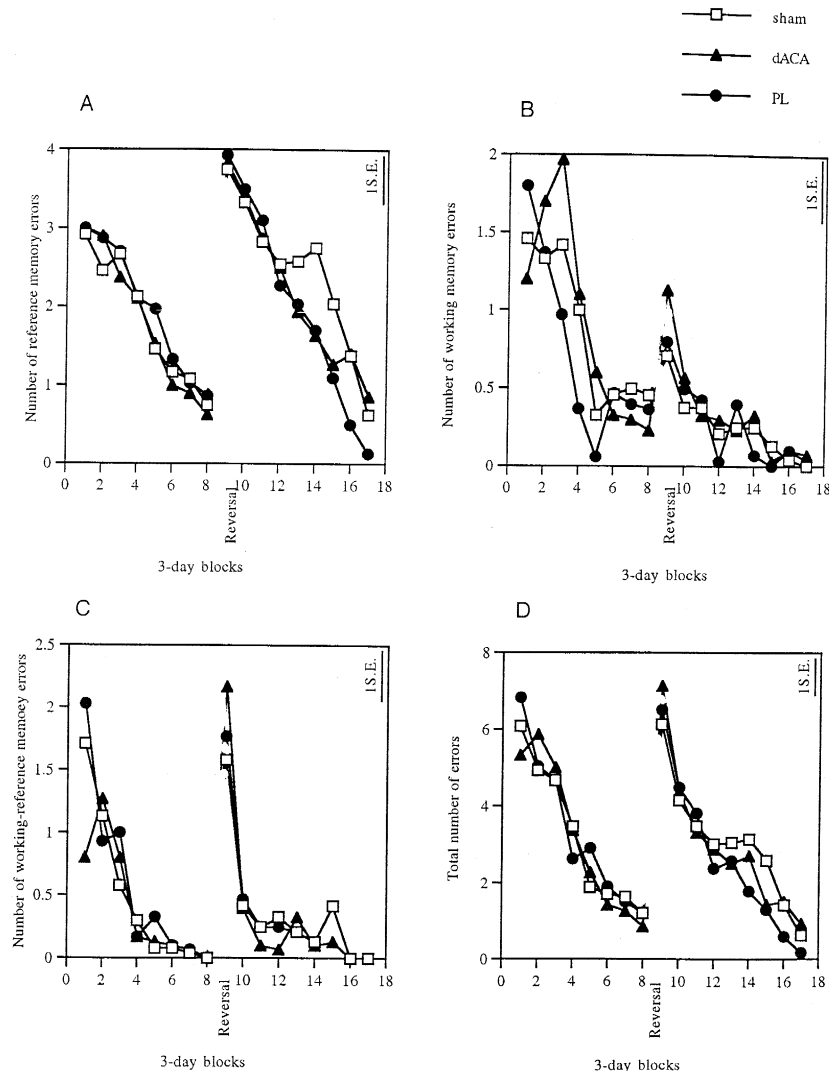 sham
dACA
PL
A
Number of reference memory errors
4
3
2
1
0
1S.E.
0 2 4 6 8 10 12 14 16 18
Reversal
3-day blocks
B
Number of working memory errors
2
1.5
1
0.5
0
1S.E.
0 2 4 6 8 10 12 14 16 18
Reversal
3-day blocks
C
Number of working-reference memoey errors
2.5
2
1.5
1
0.5
0
1S.E.
0 2 4 6 8 10 12 14 16 18
Reversal
3-day blocks
D
Total number of errors
8
6
4
2
0
1S.E.
0 2 4 6 8 10 12 14 16 18
Reversal
3-day blocks